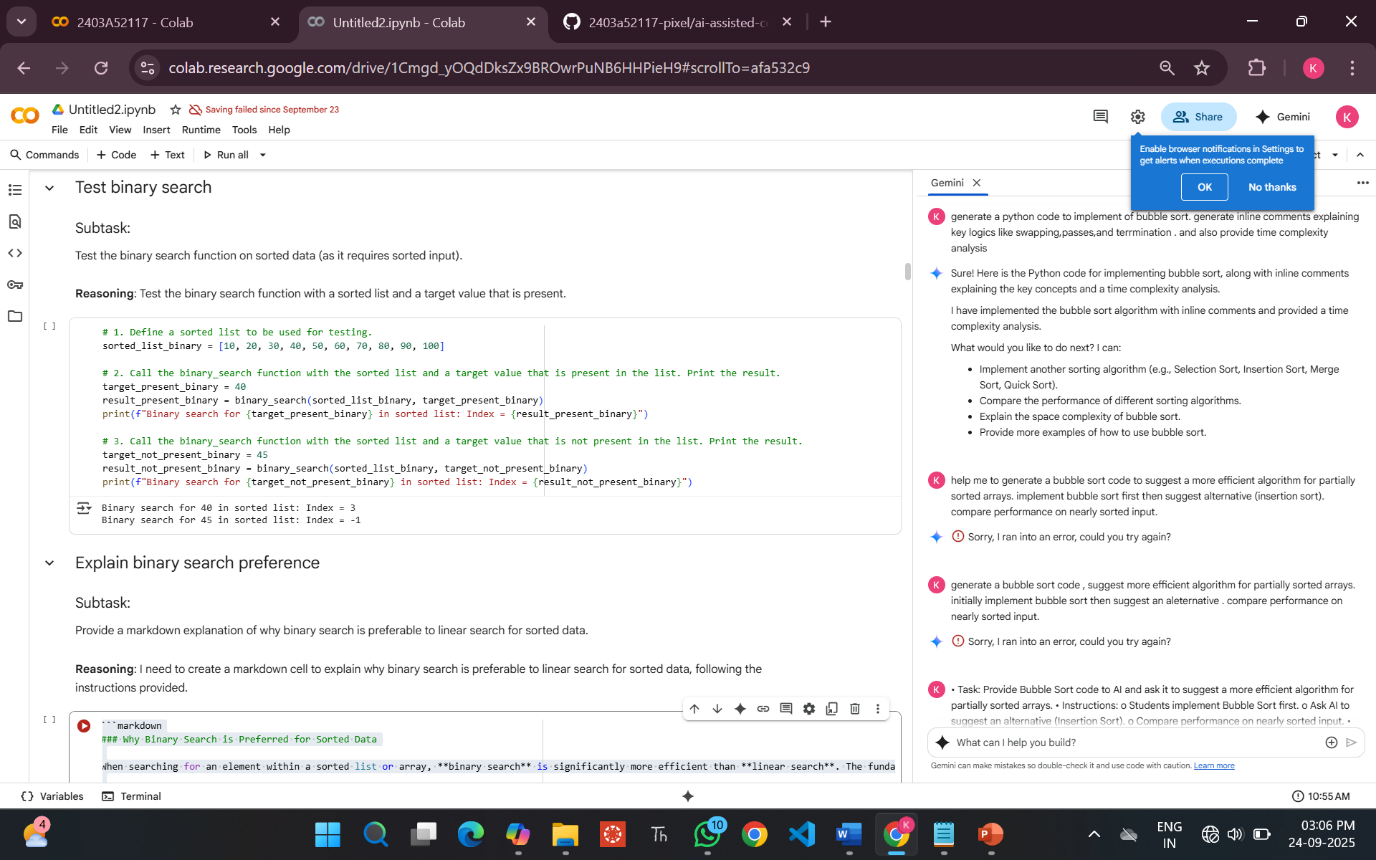 2403A52117 - Colab
Untitled2.ipynb - Colab
2403a52117-pixel/ai-assisted-c
colab.research.google.com/drive/1Cmgd_yOQdDksZx9BROwrPuNB6HHPieH9#scrollTo=afa532c9
K
Untitled2.ipynb
Saving failed since September 23
File Edit View Insert Runtime Tools Help
Share
Gemini
K
Commands + Code + Text Run all
Enable browser notifications in Settings to
get alerts when executions complete
OK No thanks
Test binary search
Subtask:
Test the binary search function on sorted data (as it requires sorted input).
Reasoning: Test the binary search function with a sorted list and a target value that is present.
[ ]
# 1. Define a sorted list to be used for testing.
sorted_list_binary = [10, 20, 30, 40, 50, 60, 70, 80, 90, 100]
# 2. Call the binary_search function with the sorted list and a target value that is present in the list. Print the result.
target_present_binary = 40
result_present_binary = binary_search(sorted_list_binary, target_present_binary)
print(f"Binary search for {target_present_binary} in sorted list: Index = {result_present_binary}")
# 3. Call the binary_search function with the sorted list and a target value that is not present in the list. Print the result.
target_not_present_binary = 45
result_not_present_binary = binary_search(sorted_list_binary, target_not_present_binary)
print(f"Binary search for {target_not_present_binary} in sorted list: Index = {result_not_present_binary}")
Binary search for 40 in sorted list: Index = 3
Binary search for 45 in sorted list: Index = -1
Explain binary search preference
Subtask:
Provide a markdown explanation of why binary search is preferable to linear search for sorted data.
Reasoning: I need to create a markdown cell to explain why binary search is preferable to linear search for sorted data, following the
instructions provided.
[ ]
```markdown
### Why Binary Search is Preferred for Sorted Data
When searching for an element within a sorted list or array, **binary search** is significantly more efficient than **linear search**. The funda
Gemini
K
generate a python code to implement of bubble sort. generate inline comments explaining
key logics like swapping,passes,and terrmination . and also provide time complexity
analysis
Sure! Here is the Python code for implementing bubble sort, along with inline comments
explaining the key concepts and a time complexity analysis.
I have implemented the bubble sort algorithm with inline comments and provided a time
complexity analysis.
What would you like to do next? I can:
• Implement another sorting algorithm (e.g., Selection Sort, Insertion Sort, Merge
Sort, Quick Sort).
• Compare the performance of different sorting algorithms.
• Explain the space complexity of bubble sort.
• Provide more examples of how to use bubble sort.
K
help me to generate a bubble sort code to suggest a more efficient algorithm for partially
sorted arrays. implement bubble sort first then suggest alternative (insertion sort).
compare performance on nearly sorted input.
Sorry, I ran into an error, could you try again?
K
generate a bubble sort code , suggest more efficient algorithm for partially sorted arrays.
initially implement bubble sort then suggest an aleternative . compare performance on
nearly sorted input.
Sorry, I ran into an error, could you try again?
K
• Task: Provide Bubble Sort code to AI and ask it to suggest a more efficient algorithm for
partially sorted arrays. • Instructions: o Students implement Bubble Sort first. o Ask AI to
suggest an alternative (Insertion Sort). o Compare performance on nearly sorted input. •
What can I help you build?
Gemini can make mistakes so double-check it and use code with caution. Learn more
{} Variables Terminal
10:55 AM
4
Th
10
K
ENG
IN
03:06 PM
24-09-2025